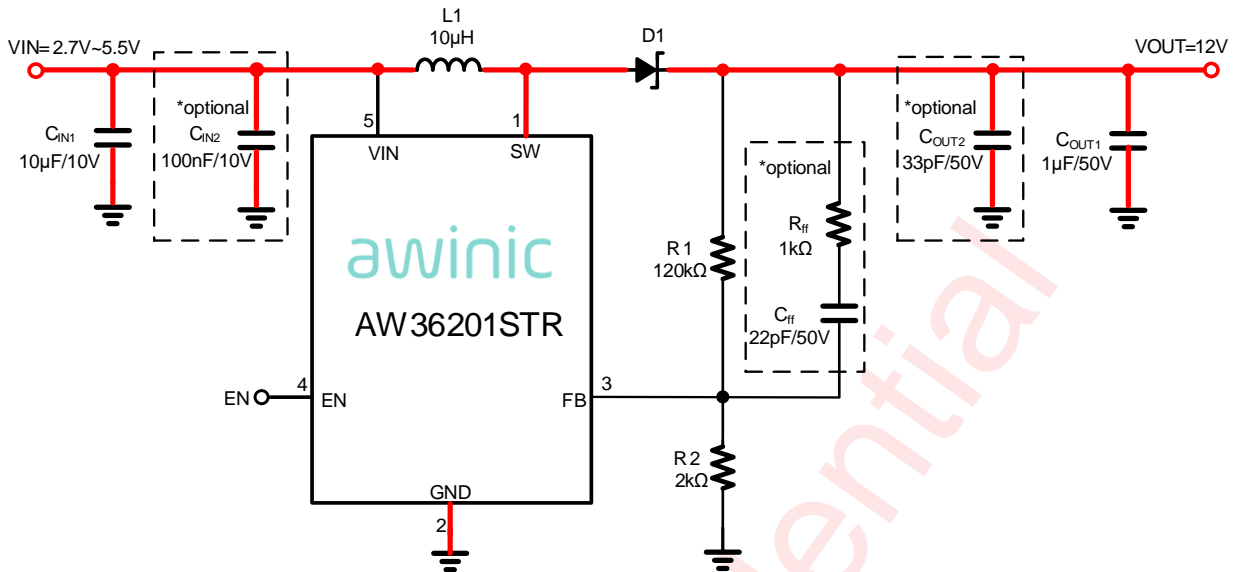 L1
10µH
D1
VIN=2.7V~5.5V
VOUT=12V
*optional
CIN1
10µF/10V
CIN2
100nF/10V
5
VIN
1
SW
*optional
COUT2
33pF/50V
COUT1
1µF/50V
*optional
Rff
1kΩ
R1
120kΩ
Cff
22pF/50V
awinic
AW36201STR
EN
4
EN
3
FB
R2
2kΩ
GND
2
ential